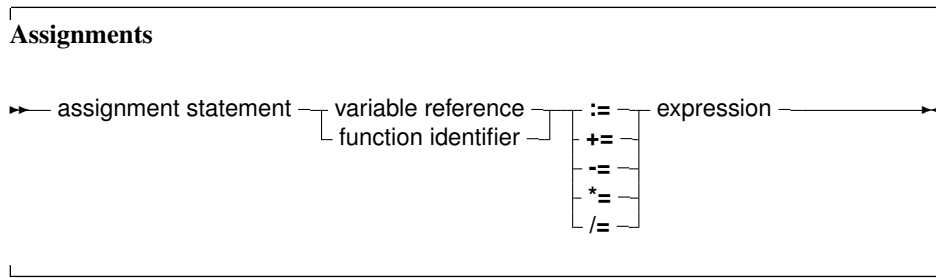 Assignments
assignment statement variable reference := expression
function identifier +=
-=
*=
/=